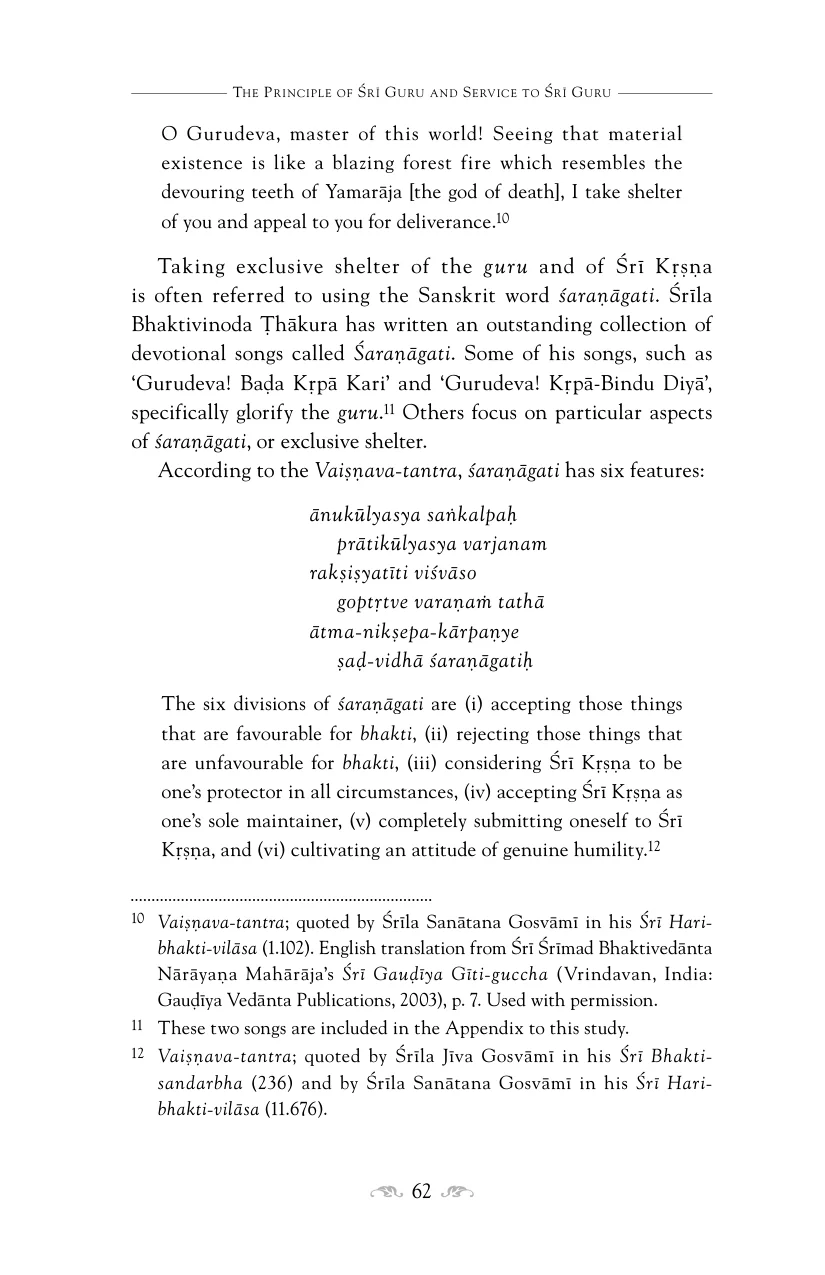 The Principle of Śrī Guru and Service to Śrī Guru
O Gurudeva, master of this world! Seeing that material
existence is like a blazing forest fire which resembles the
devouring teeth of Yamarāja [the god of death], I take shelter
of you and appeal to you for deliverance.10
Taking exclusive shelter of the guru and of Śrī Kṛṣṇa
is often referred to using the Sanskrit word śaraṇāgati. Śrīla
Bhaktivinoda Ṭhākura has written an outstanding collection of
devotional songs called Śaraṇāgati. Some of his songs, such as
‘Gurudeva! Baḍa Kṛpā Kari’ and ‘Gurudeva! Kṛpā-Bindu Diyā’,
specifically glorify the guru.11 Others focus on particular aspects
of śaraṇāgati, or exclusive shelter.
According to the Vaiṣṇava-tantra, śaraṇāgati has six features:
ānukūlyasya saṅkalpaḥ
prātikūlyasya varjanam
rakṣiṣyatīti viśvāso
goptṛtve varaṇaṁ tathā
ātma-nikṣepa-kārpaṇye
ṣaḍ-vidhā śaraṇāgatiḥ
The six divisions of śaraṇāgati are (i) accepting those things
that are favourable for bhakti, (ii) rejecting those things that
are unfavourable for bhakti, (iii) considering Śrī Kṛṣṇa to be
one’s protector in all circumstances, (iv) accepting Śrī Kṛṣṇa as
one’s sole maintainer, (v) completely submitting oneself to Śrī
Kṛṣṇa, and (vi) cultivating an attitude of genuine humility.12
10 Vaiṣṇava-tantra; quoted by Śrīla Sanātana Gosvāmī in his Śrī Hari-
bhakti-vilāsa (1.102). English translation from Śrī Śrīmad Bhaktivedānta
Nārāyaṇa Mahārāja’s Śrī Gauḍīya Gīti-guccha (Vrindavan, India:
Gauḍīya Vedānta Publications, 2003), p. 7. Used with permission.
11 These two songs are included in the Appendix to this study.
12 Vaiṣṇava-tantra; quoted by Śrīla Jīva Gosvāmī in his Śrī Bhakti-
sandarbha (236) and by Śrīla Sanātana Gosvāmī in his Śrī Hari-
bhakti-vilāsa (11.676).
62